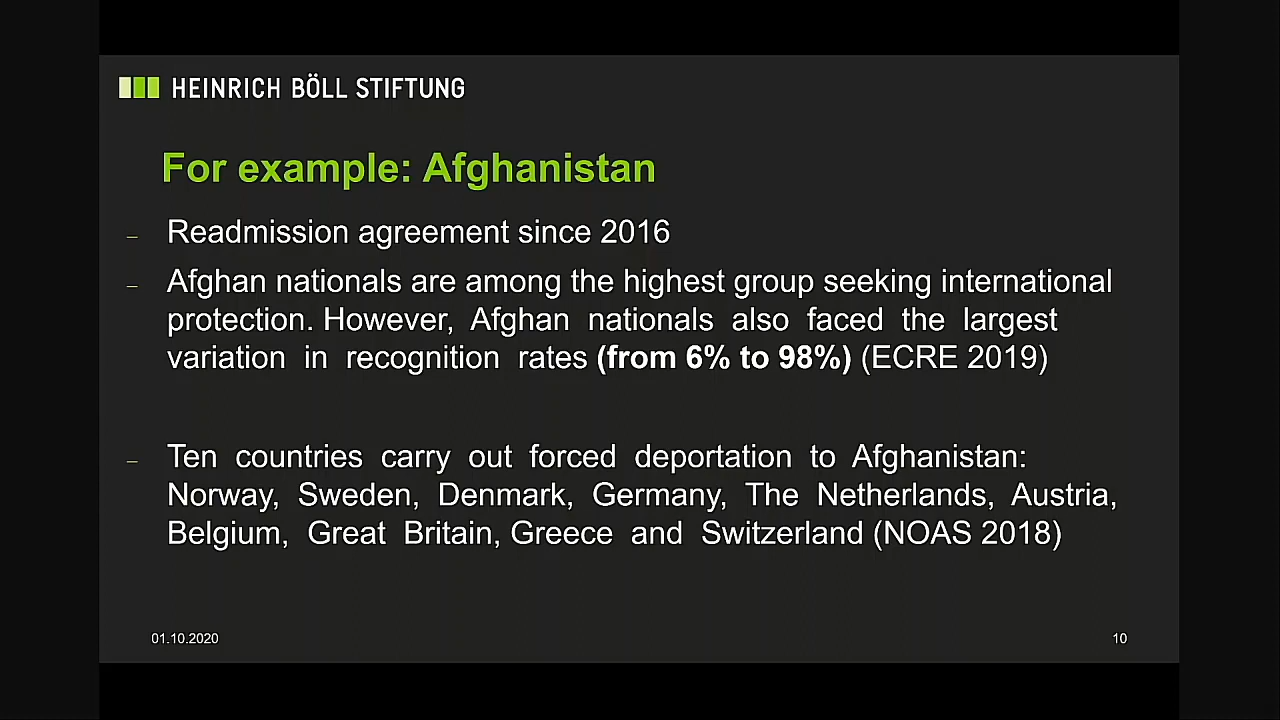 HEINRICH BÖLL STIFTUNG
For example: Afghanistan
– Readmission agreement since 2016
– Afghan nationals are among the highest group seeking international
protection. However, Afghan nationals also faced the largest
variation in recognition rates (from 6% to 98%) (ECRE 2019)
– Ten countries carry out forced deportation to Afghanistan:
Norway, Sweden, Denmark, Germany, The Netherlands, Austria,
Belgium, Great Britain, Greece and Switzerland (NOAS 2018)
01.10.2020
10